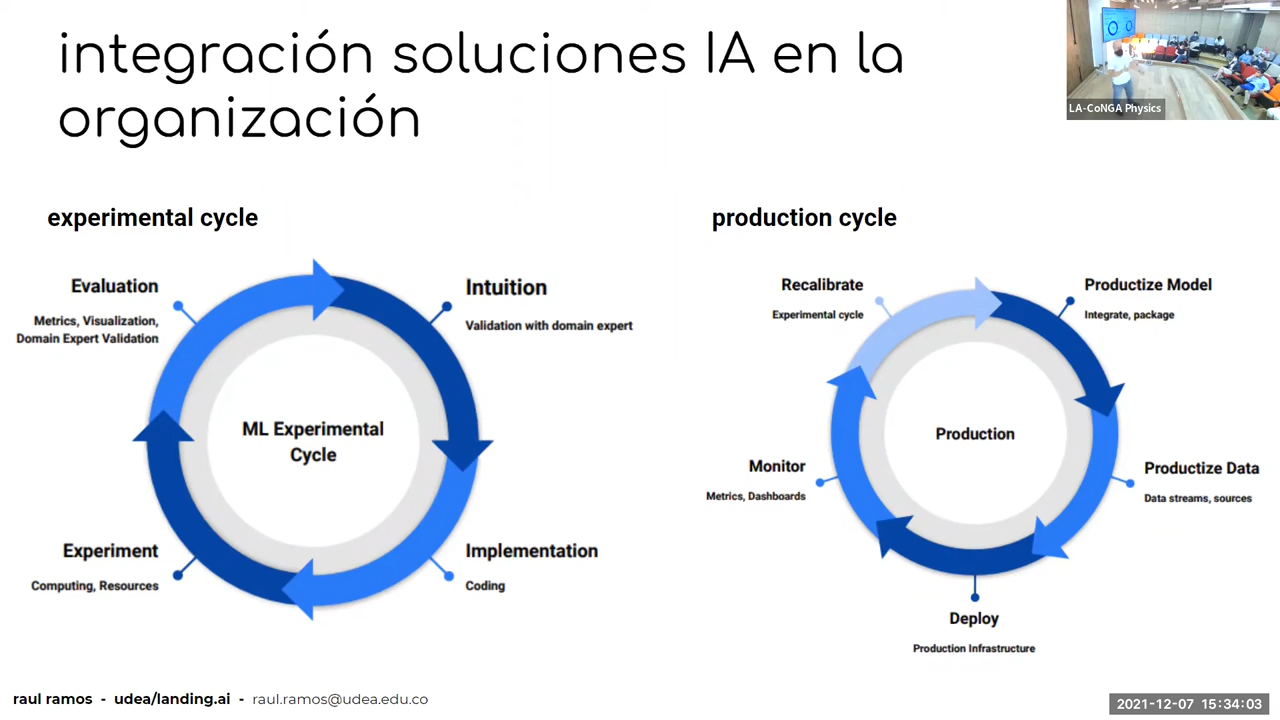 integración soluciones IA en la
organización
LA-CoNGA Physics
experimental cycle
Evaluation
Metrics, Visualization,
Domain Expert Validation
Intuition
Validation with domain expert
ML Experimental
Cycle
Experiment
Computing, Resources
Implementation
Coding
production cycle
Recalibrate
Experimental cycle
Productize Model
Integrate, package
Production
Monitor
Metrics, Dashboards
Productize Data
Data streams, sources
Deploy
Production Infrastructure
raul ramos - udea/landing.ai - raul.ramos@udea.edu.co
2021-12-07 15:34:03